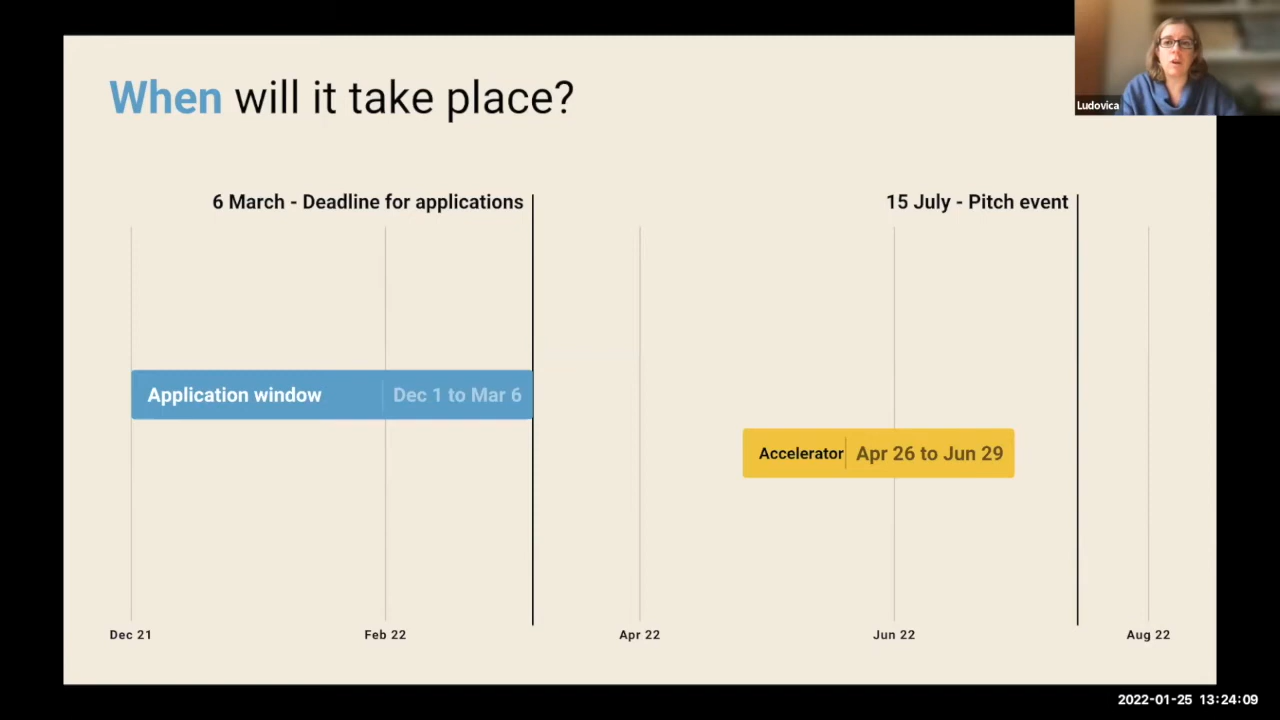 When will it take place?
Ludovica
6 March - Deadline for applications
15 July - Pitch event
Application window
Dec 1 to Mar 6
Accelerator
Apr 26 to Jun 29
Dec 21
Feb 22
Apr 22
Jun 22
Aug 22
2022-01-25 13:24:09